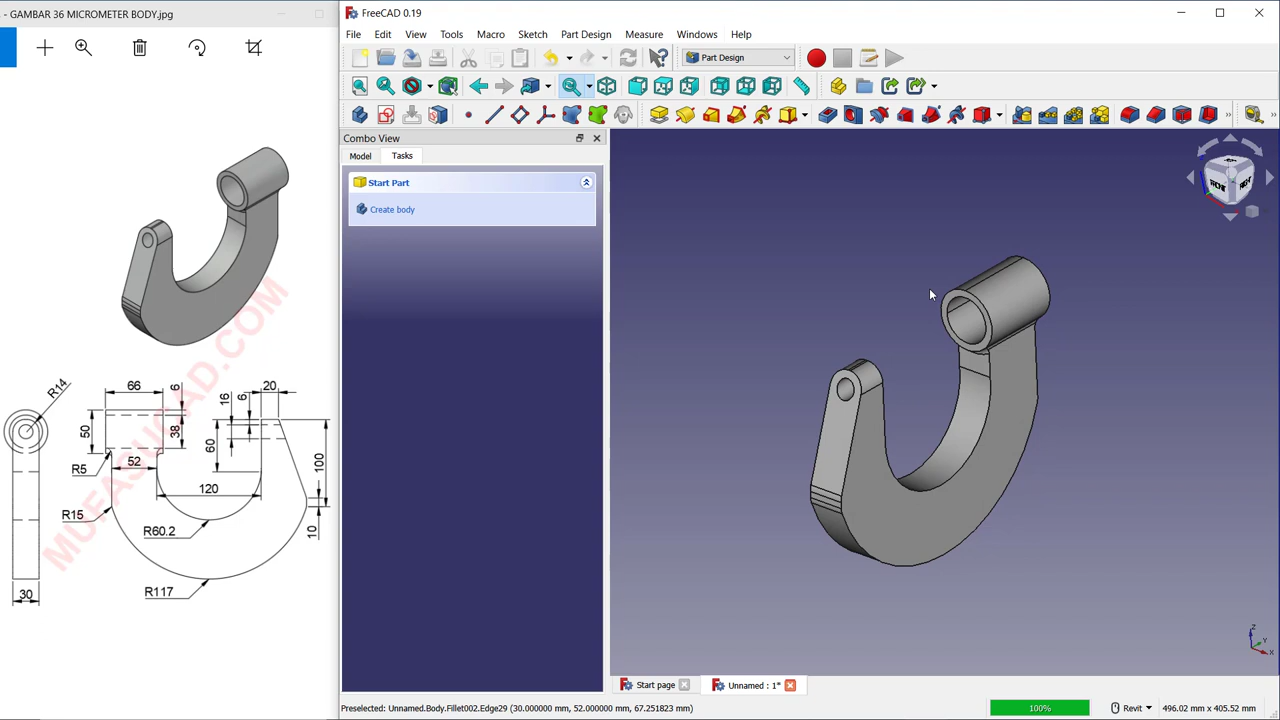 - GAMBAR 36 MICROMETER BODY.jpg
FreeCAD 0.19
File Edit View Tools Macro Sketch Part Design Measure Windows Help
Part Design
Combo View
Model Tasks
Start Part
Create body
MUFASUCAD.COM
R14
66
6
20
16
6
50
38
60
100
R5
52
120
R15
R60.2
10
R117
30
Start page
Unnamed : 1*
Preselected: Unnamed.Body.Fillet002.Edge29 (30.000000 mm, 52.000000 mm, 67.251823 mm)
100%
Revit
496.02 mm x 405.52 mm